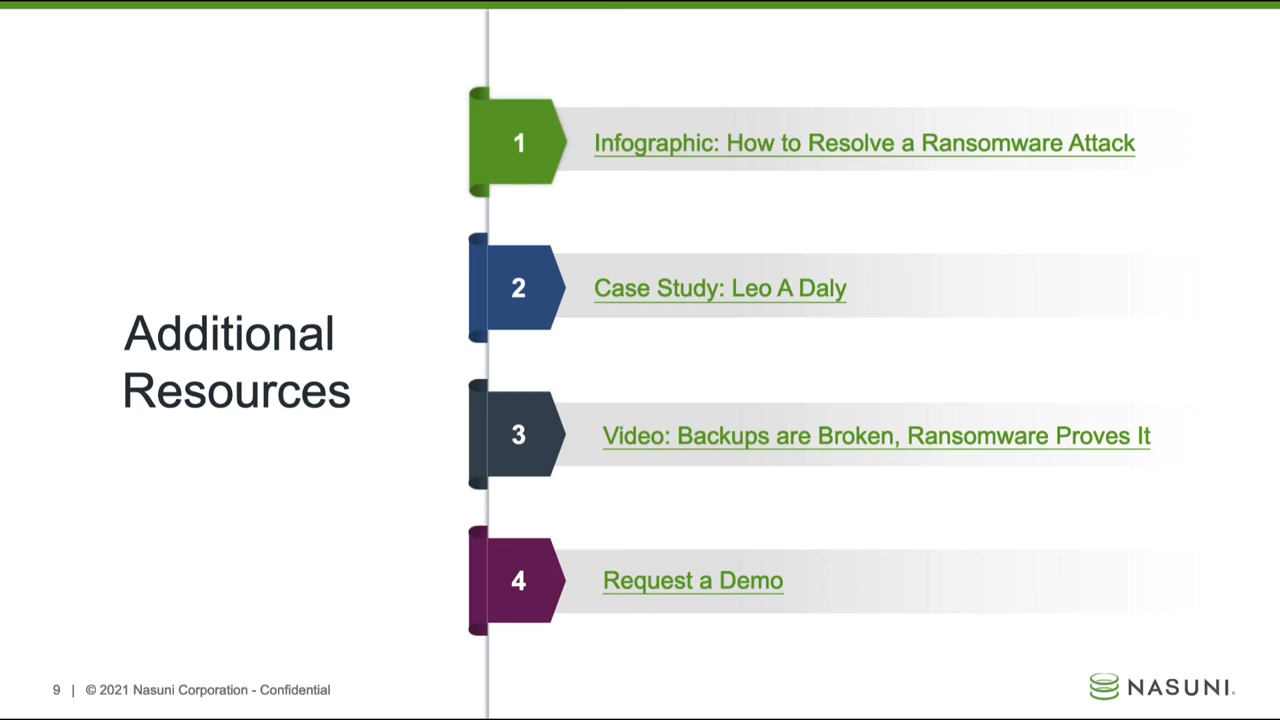 Additional
Resources
1
Infographic: How to Resolve a Ransomware Attack
2
Case Study: Leo A Daly
3
Video: Backups are Broken, Ransomware Proves It
4
Request a Demo
9 | © 2021 Nasuni Corporation - Confidential
NASUNI